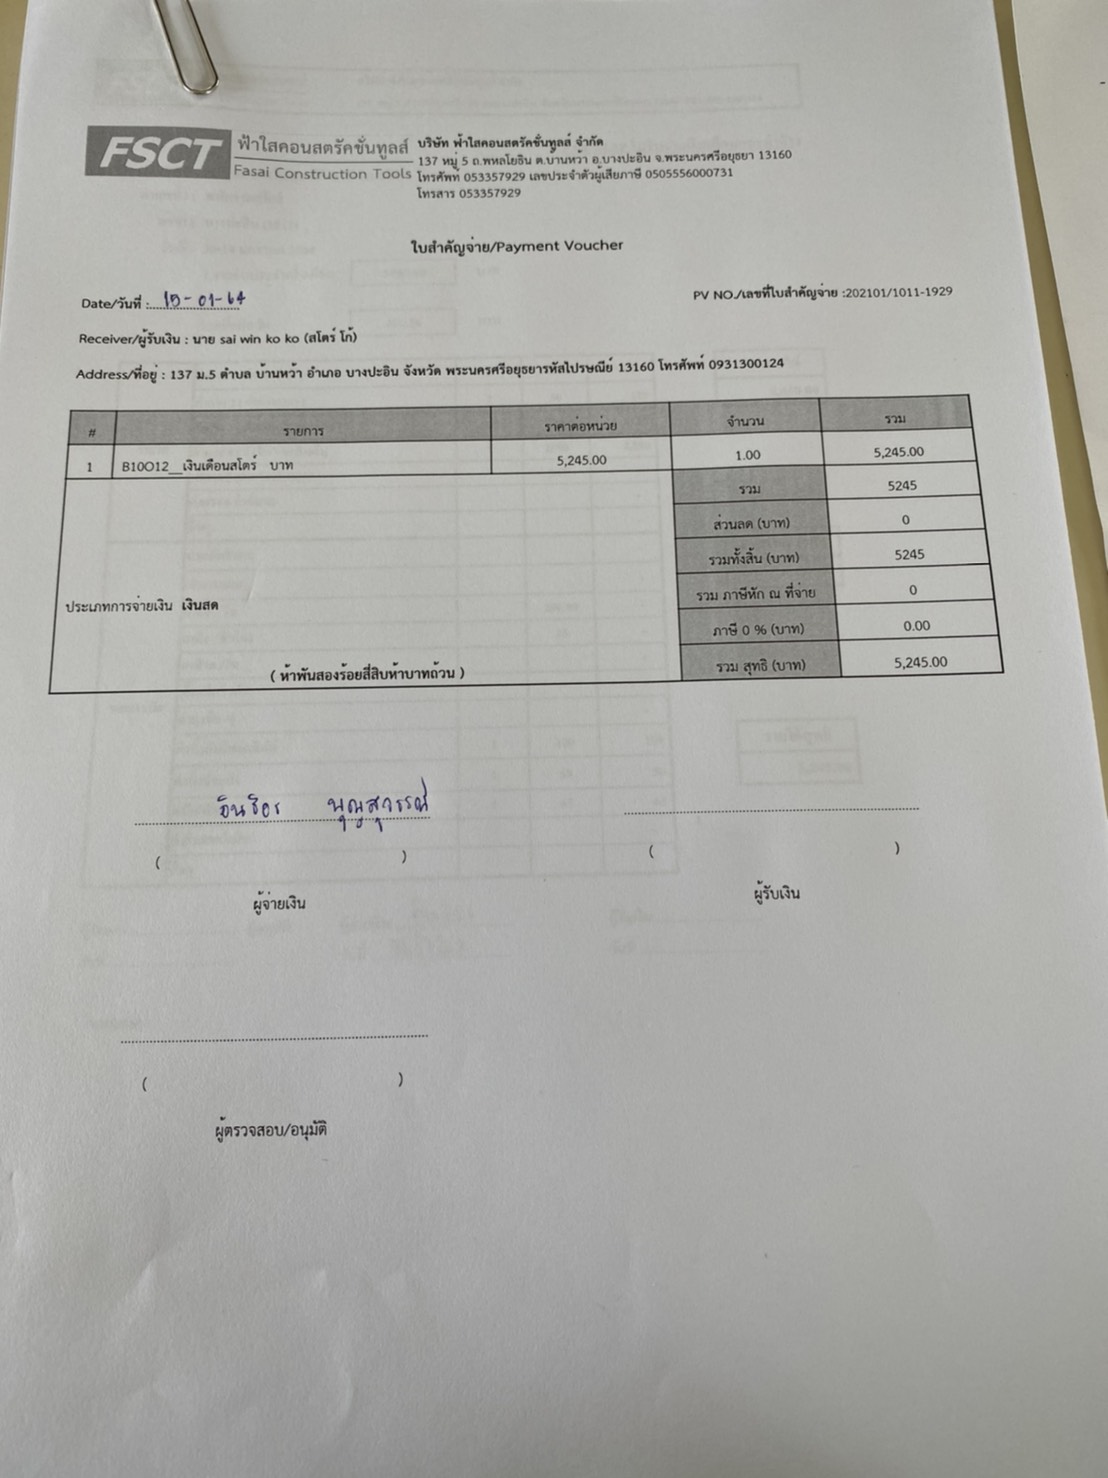 FSCT
ฟ้าใสคอนสตรัคชั่นทูลส์
Fasai Construction Tools
บริษัท ฟ้าใสคอนสตรัคชั่นทูลส์ จำกัด
137 หมู่ 5 ถ.พหลโยธิน ต.บ้านหว้า อ.บางปะอิน จ.พระนครศรีอยุธยา 13160
โทรศัพท์ 053357929 เลขประจำตัวผู้เสียภาษี 0505556000731
โทรสาร 053357929
ใบสำคัญจ่าย/Payment Voucher
Date/วันที่ : 15-01-64
PV NO./เลขที่ใบสำคัญจ่าย :202101/1011-1929
Receiver/ผู้รับเงิน : นาย sai win ko ko (สโตร์ โก้)
Address/ที่อยู่ : 137 ม.5 ตำบล บ้านหว้า อำเภอ บางปะอิน จังหวัด พระนครศรีอยุธยารหัสไปรษณีย์ 13160 โทรศัพท์ 0931300124
# รายการ ราคาต่อหน่วย จำนวน รวม
1 B10O12__เงินเดือนสโตร์ บาท 5,245.00 1.00 5,245.00
รวม 5245
ส่วนลด (บาท) 0
รวมทั้งสิ้น (บาท) 5245
รวม ภาษีหัก ณ ที่จ่าย 0
ประเภทการจ่ายเงิน เงินสด
ภาษี 0 % (บาท) 0.00
( ห้าพันสองร้อยสี่สิบห้าบาทถ้วน )
รวม สุทธิ (บาท) 5,245.00
บุญสุวรรณ์
( ) ( )
ผู้จ่ายเงิน ผู้รับเงิน
( )
ผู้ตรวจสอบ/อนุมัติ